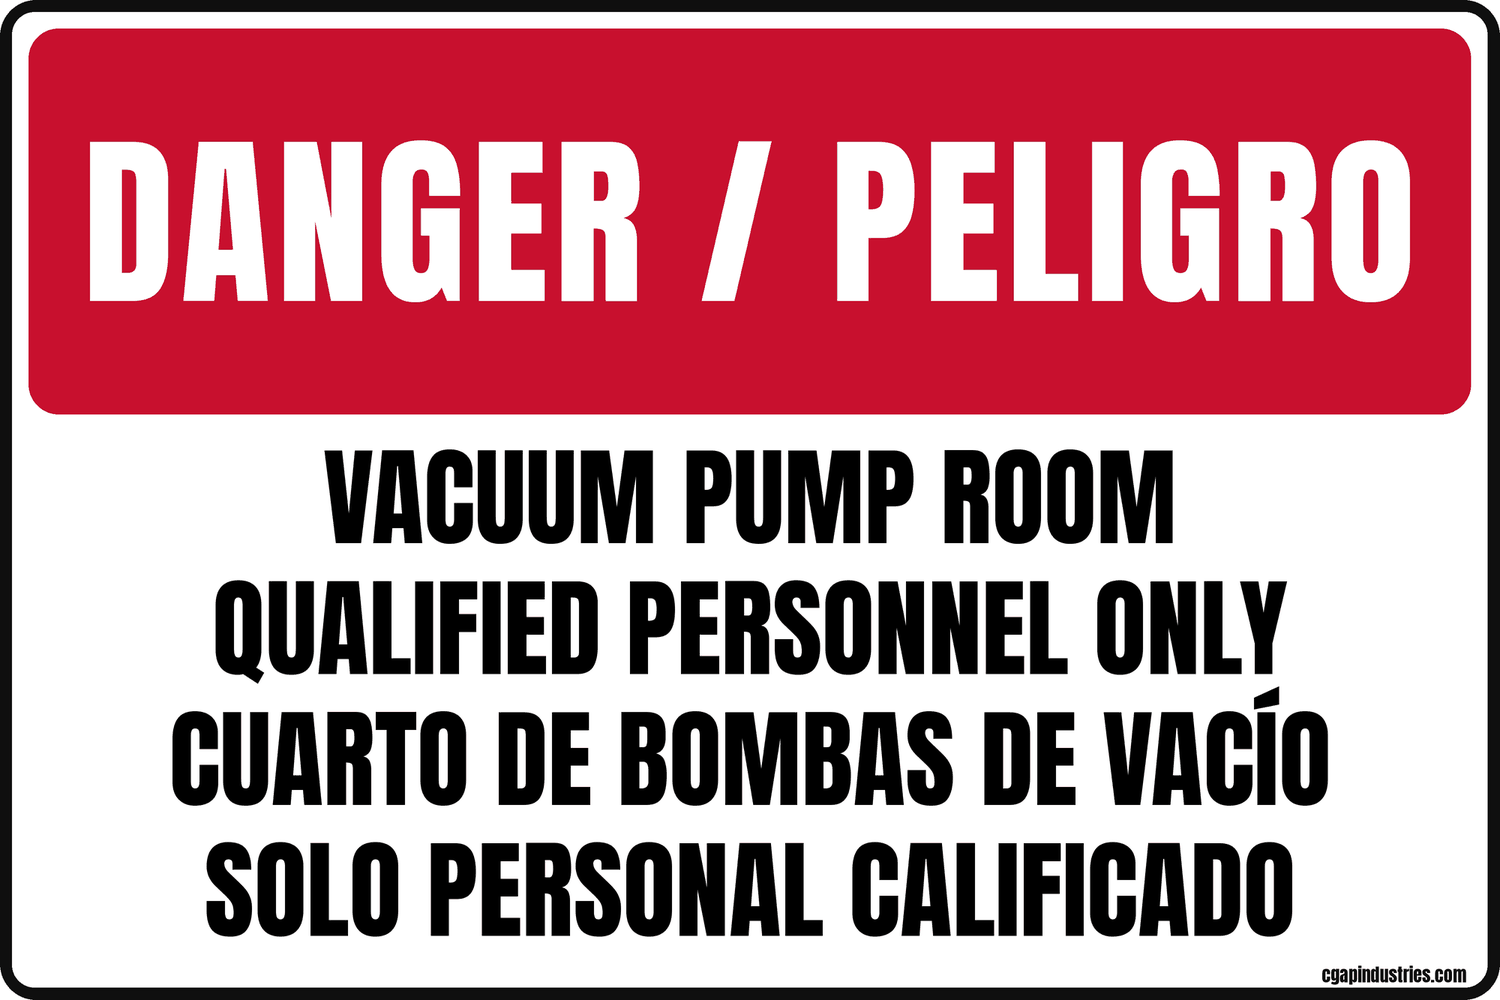 DANGER / PELIGRO
VACUUM PUMP ROOM
QUALIFIED PERSONNEL ONLY
CUARTO DE BOMBAS DE VACÍO
SOLO PERSONAL CALIFICADO
cgapindustries.com